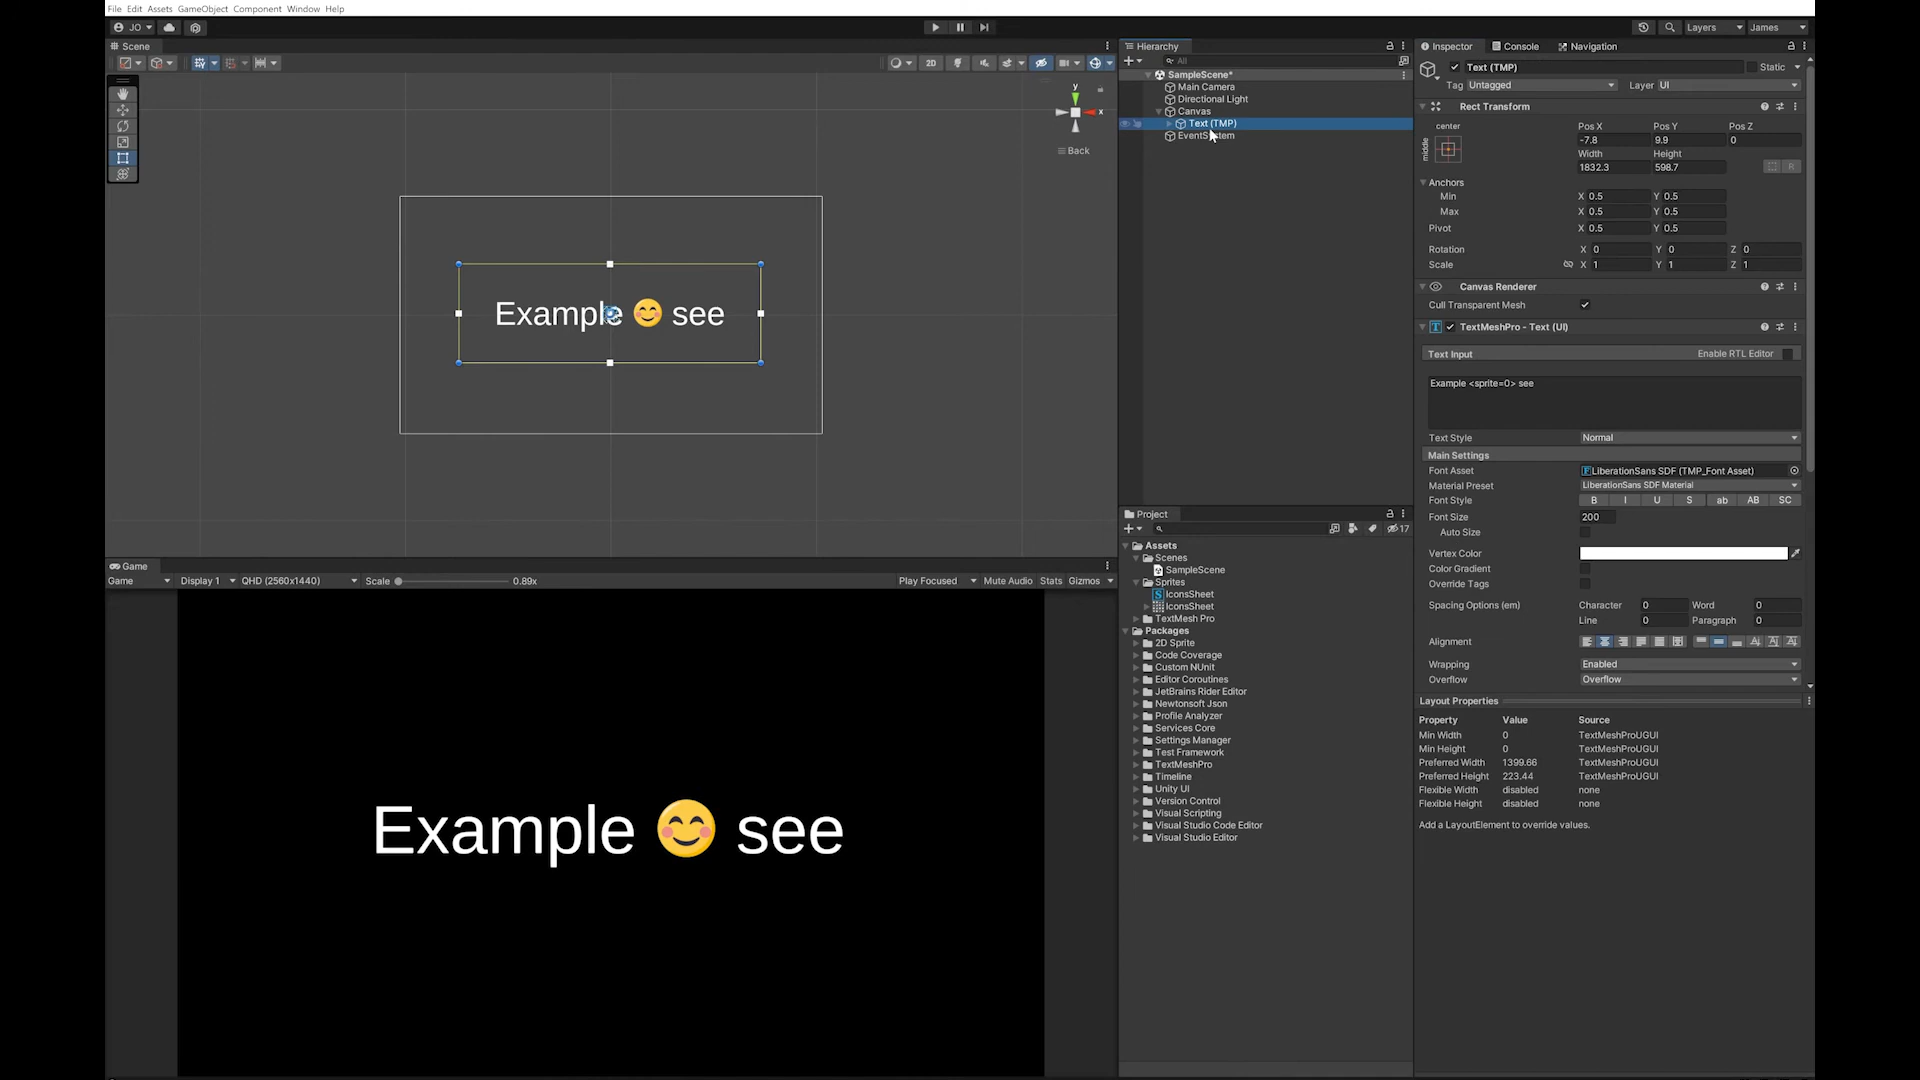 File Edit Assets GameObject Component Window Help
JO
Layers
James
Scene
2D
y
x
Back
Example 😊 see
Game
Game
Display 1
QHD (2560x1440)
Scale
0.89x
Play Focused
Mute Audio
Stats
Gizmos
Example 😊 see
Hierarchy
All
SampleScene*
Main Camera
Directional Light
Canvas
Text (TMP)
EventSystem
Project
17
Assets
Scenes
SampleScene
Sprites
IconsSheet
IconsSheet
TextMesh Pro
Packages
2D Sprite
Code Coverage
Custom NUnit
Editor Coroutines
JetBrains Rider Editor
Newtonsoft Json
Profile Analyzer
Services Core
Settings Manager
Test Framework
TextMeshPro
Timeline
Unity UI
Version Control
Visual Scripting
Visual Studio Code Editor
Visual Studio Editor
Inspector
Console
Navigation
Text (TMP)
Static
Tag Untagged
Layer UI
Rect Transform
center
middle
Pos X Pos Y Pos Z
-7.8 9.9 0
Width Height
1832.3 598.7
R
Anchors
Min X 0.5 Y 0.5
Max X 0.5 Y 0.5
Pivot X 0.5 Y 0.5
Rotation X 0 Y 0 Z 0
Scale X 1 Y 1 Z 1
Canvas Renderer
Cull Transparent Mesh
TextMeshPro - Text (UI)
Text Input
Enable RTL Editor
Example <sprite=0> see
Text Style Normal
Main Settings
Font Asset LiberationSans SDF (TMP_Font Asset)
Material Preset LiberationSans SDF Material
Font Style B I U S ab AB SC
Font Size 200
Auto Size
Vertex Color
Color Gradient
Override Tags
Spacing Options (em) Character 0 Word 0
Line 0 Paragraph 0
Alignment
Wrapping Enabled
Overflow Overflow
Layout Properties
Property Value Source
Min Width 0 TextMeshProUGUI
Min Height 0 TextMeshProUGUI
Preferred Width 1399.66 TextMeshProUGUI
Preferred Height 223.44 TextMeshProUGUI
Flexible Width disabled none
Flexible Height disabled none
Add a LayoutElement to override values.